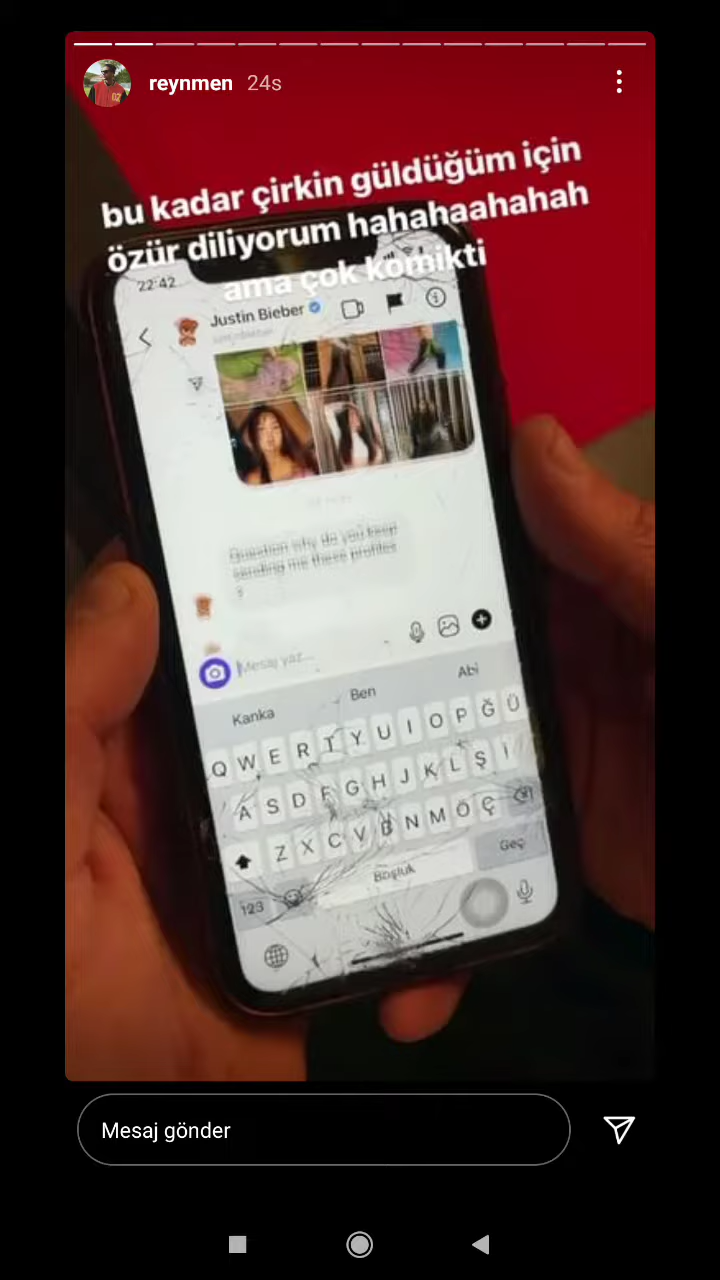 reynmen 24s
bu kadar çirkin güldüğüm için
özür diliyorum hahahaahahah
ama çok komikti
22:42
Justin Bieber
Question why do you keep
sending me these profiles
?
Mesaj yaz...
Kanka Ben Abi
Q W E R T Y U I O P Ğ Ü
A S D F G H J K L Ş İ
Z X C V B N M Ö Ç
123 Boşluk Geç
Mesaj gönder